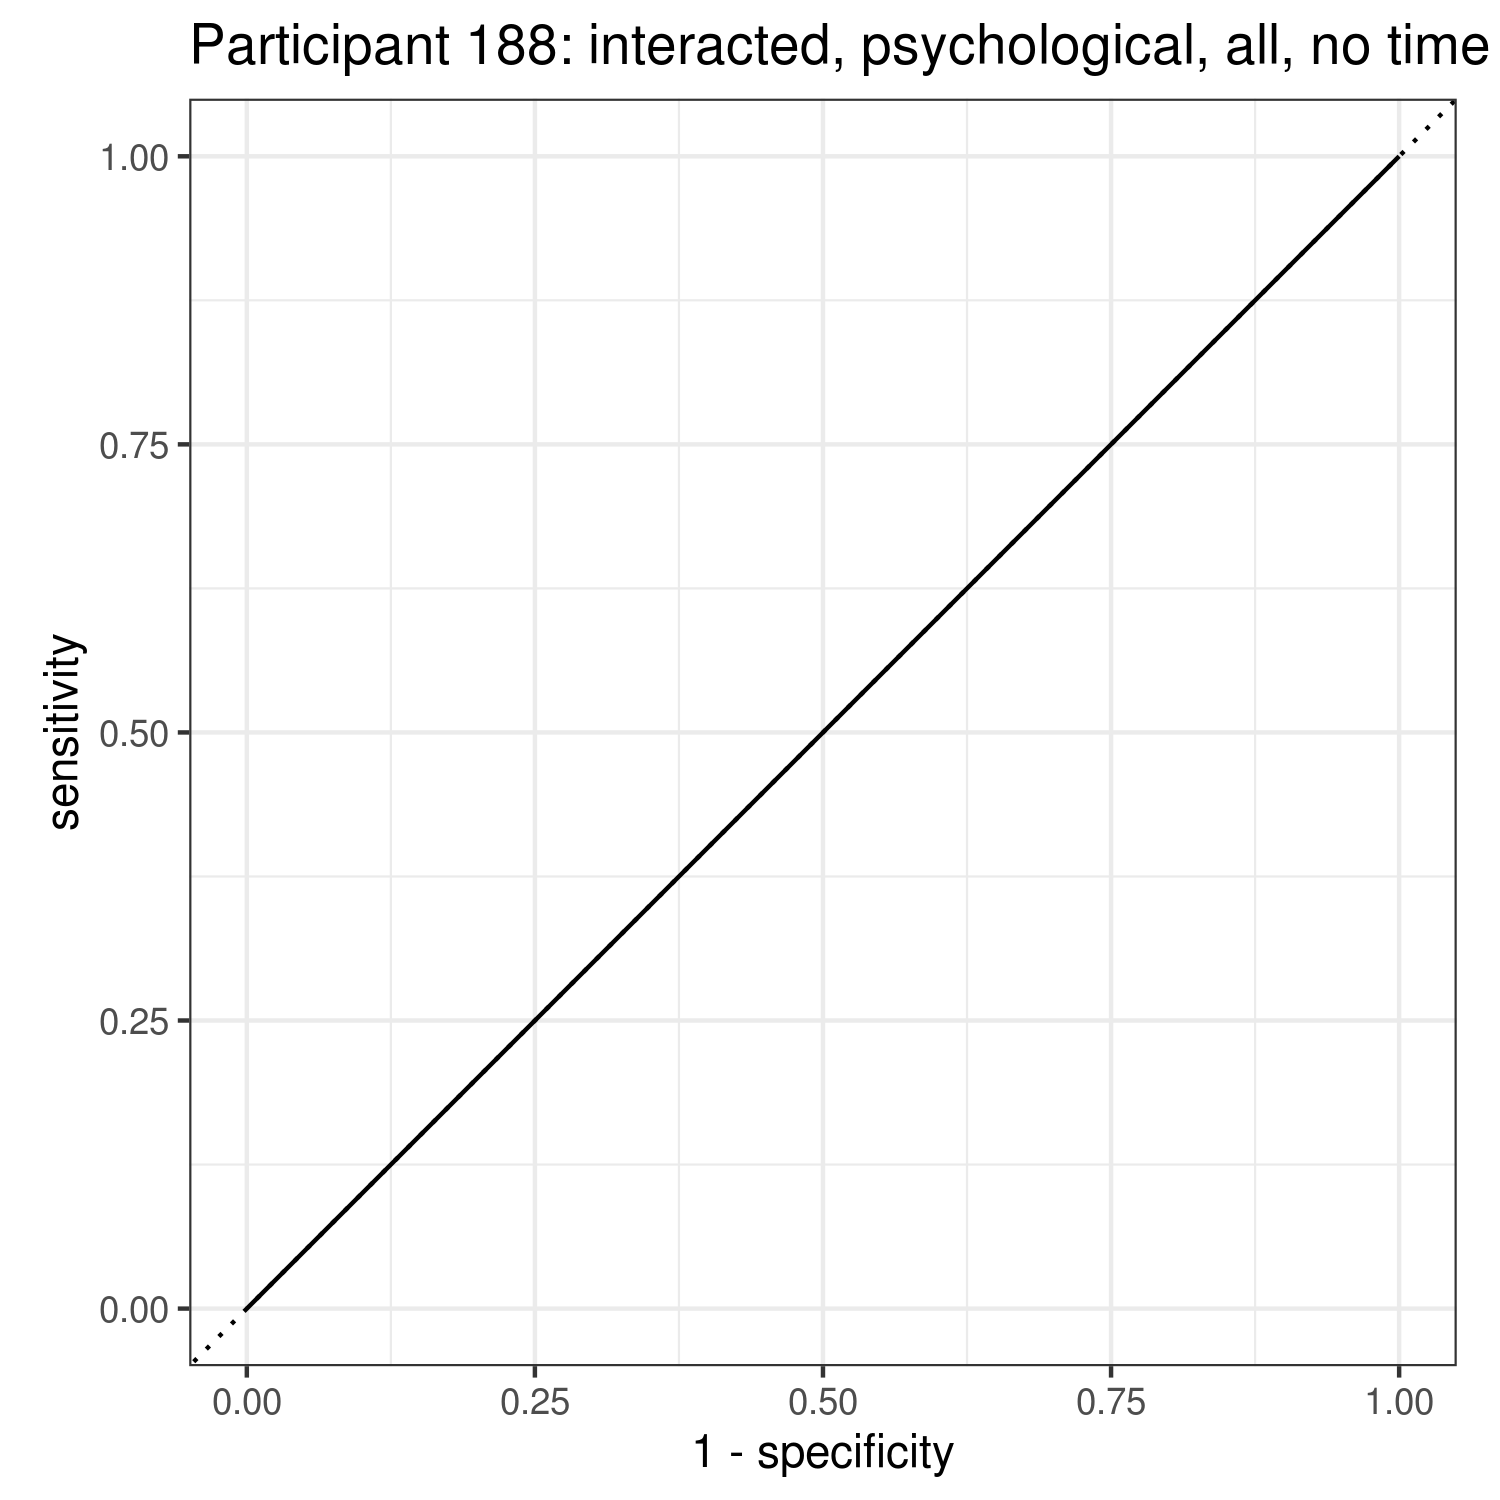 Participant 188: interacted, psychological, all, no time
1.00
0.75
0.50
0.25
0.00
sensitivity
0.00 0.25 0.50 0.75 1.00
1 - specificity